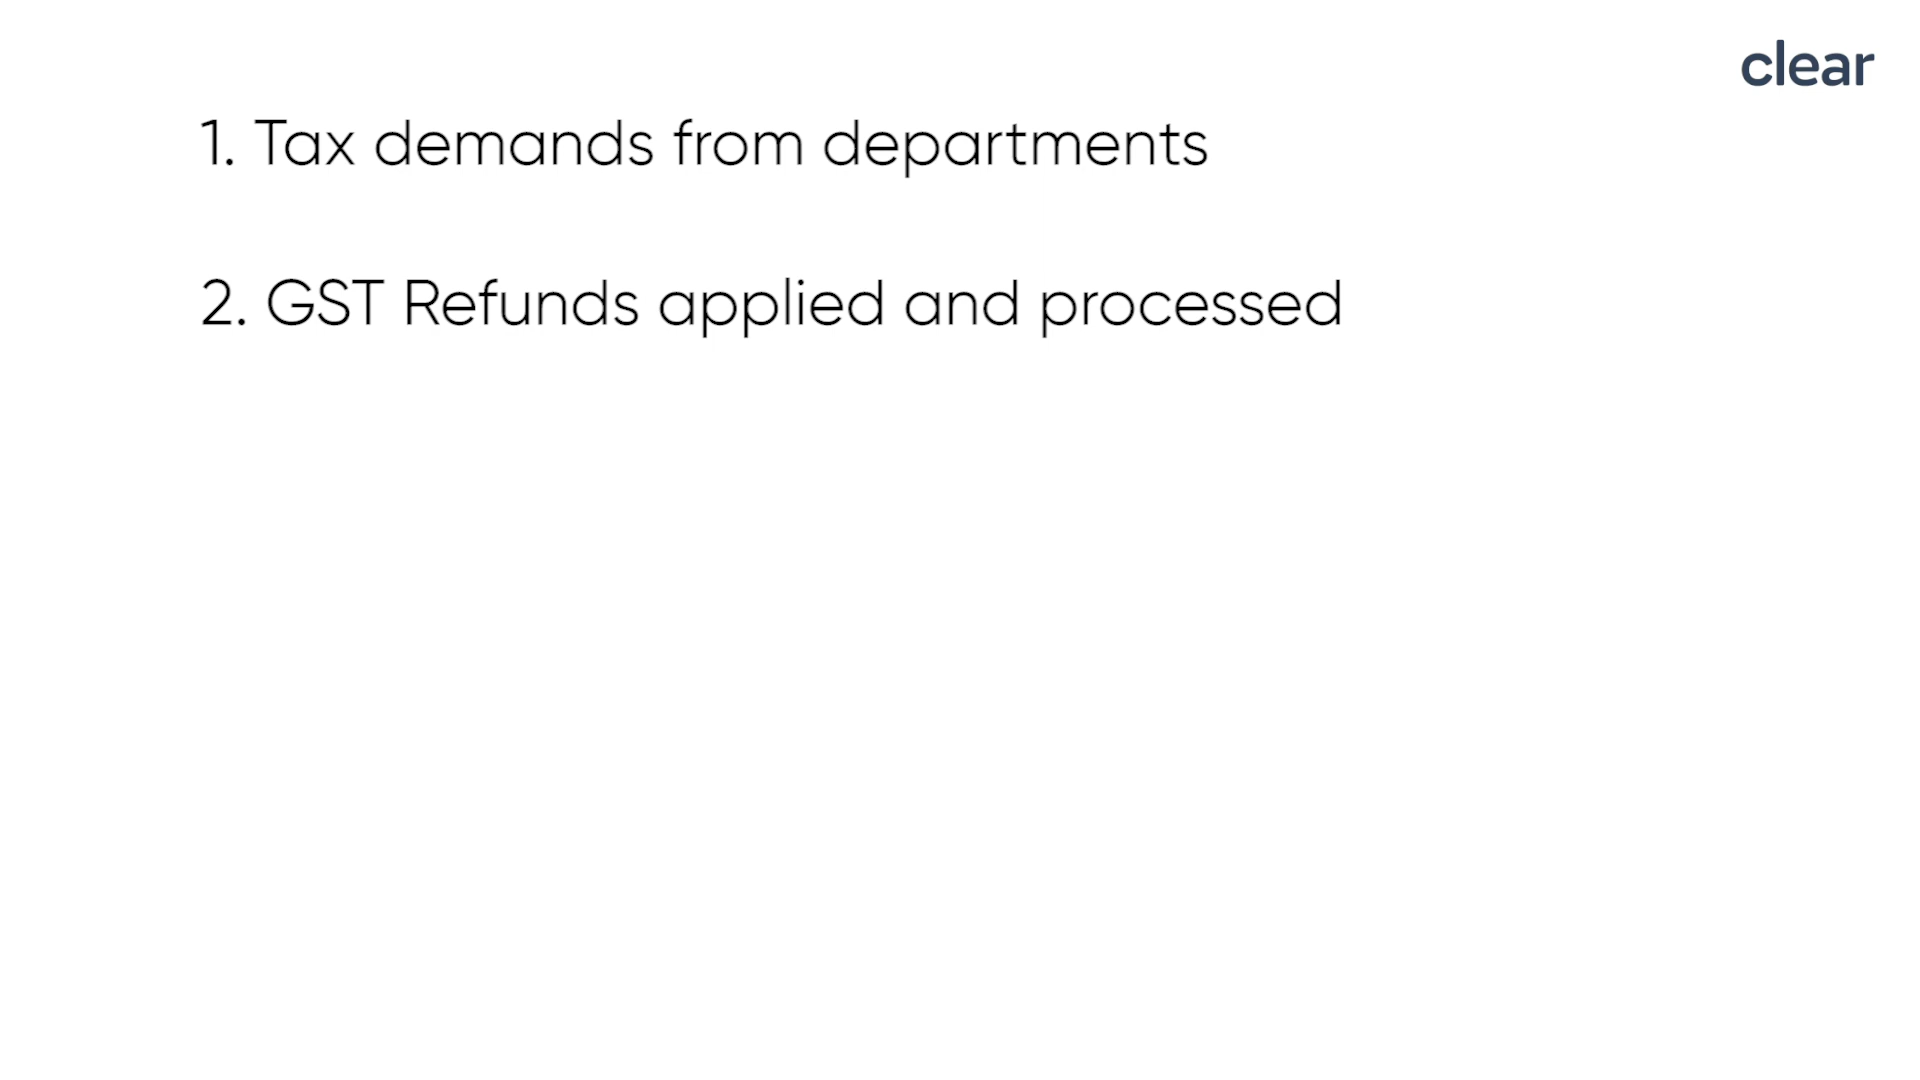 clear
1. Tax demands from departments
2. GST Refunds applied and processed